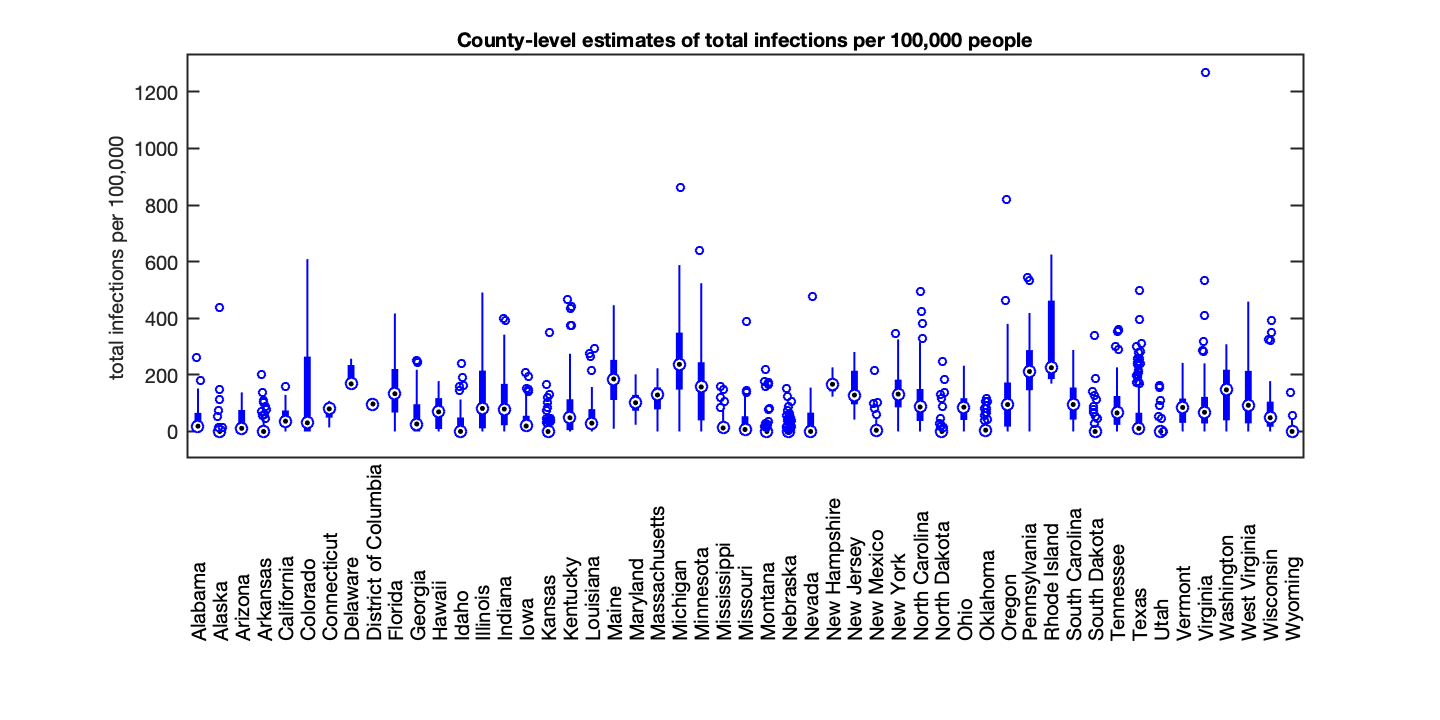 County-level estimates of total infections per 100,000 people
total infections per 100,000
1200
1000
800
600
400
200
0
Alabama
Alaska
Arizona
Arkansas
California
Colorado
Connecticut
Delaware
District of Columbia
Florida
Georgia
Hawaii
Idaho
Illinois
Indiana
Iowa
Kansas
Kentucky
Louisiana
Maine
Maryland
Massachusetts
Michigan
Minnesota
Mississippi
Missouri
Montana
Nebraska
Nevada
New Hampshire
New Jersey
New Mexico
New York
North Carolina
North Dakota
Ohio
Oklahoma
Oregon
Pennsylvania
Rhode Island
South Carolina
South Dakota
Tennessee
Texas
Utah
Vermont
Virginia
Washington
West Virginia
Wisconsin
Wyoming